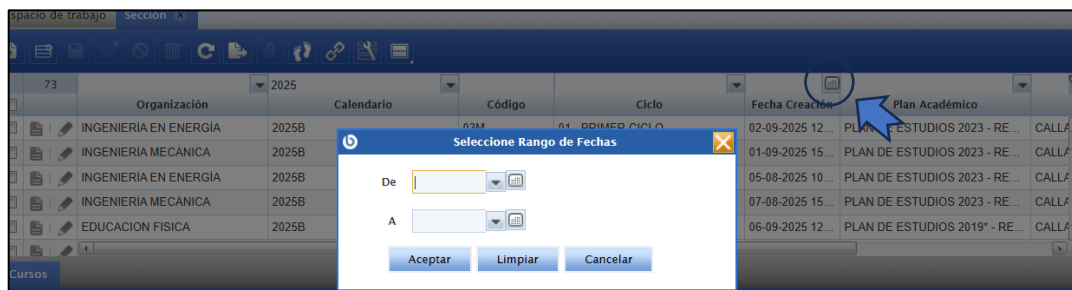 spacio de trabajo Sección
73 2025
Organización Calendario Código Ciclo Fecha Creación Plan Académico
INGENIERÍA EN ENERGÍA 2025B 03M 01 PRIMER CICLO 02-09-2025 12... PLAN DE ESTUDIOS 2023 - RE... CALLA
INGENIERÍA MECÁNICA 2025B 01-09-2025 15... PLAN DE ESTUDIOS 2023 - RE... CALLA
INGENIERÍA EN ENERGÍA 2025B 05-08-2025 10... PLAN DE ESTUDIOS 2023 - RE... CALLA
INGENIERÍA MECÁNICA 2025B 07-08-2025 15... PLAN DE ESTUDIOS 2023 - RE... CALLA
EDUCACION FISICA 2025B 06-09-2025 12... PLAN DE ESTUDIOS 2019* - RE... CALLA
Cursos
Seleccione Rango de Fechas
De
A
Aceptar Limpiar Cancelar